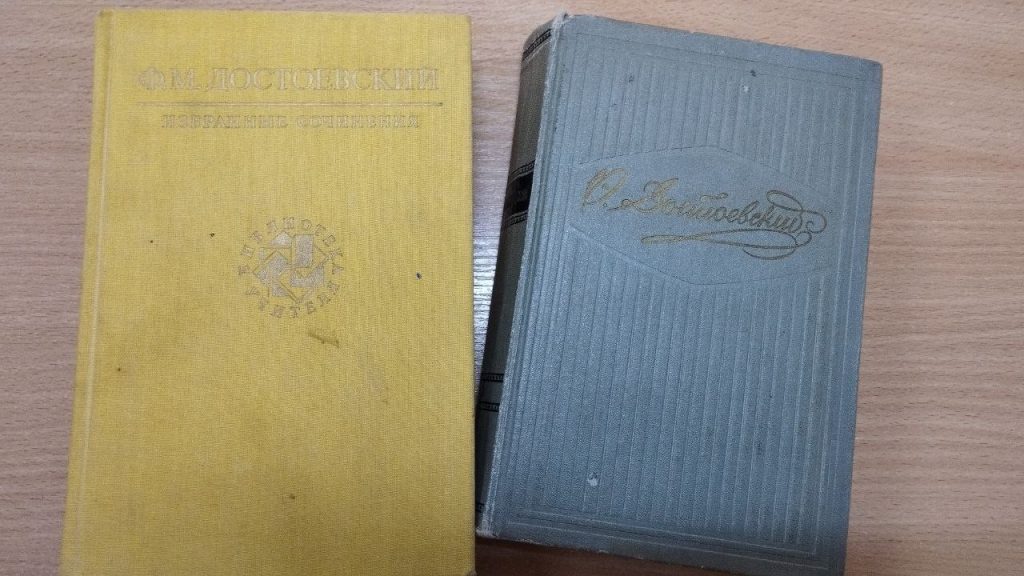 Ф. М. ДОСТОЕВСКИЙ
ИЗБРАННЫЕ СОЧИНЕНИЯ
БИБЛИОТЕКА УЧИТЕЛЯ
Ф. Достоевский